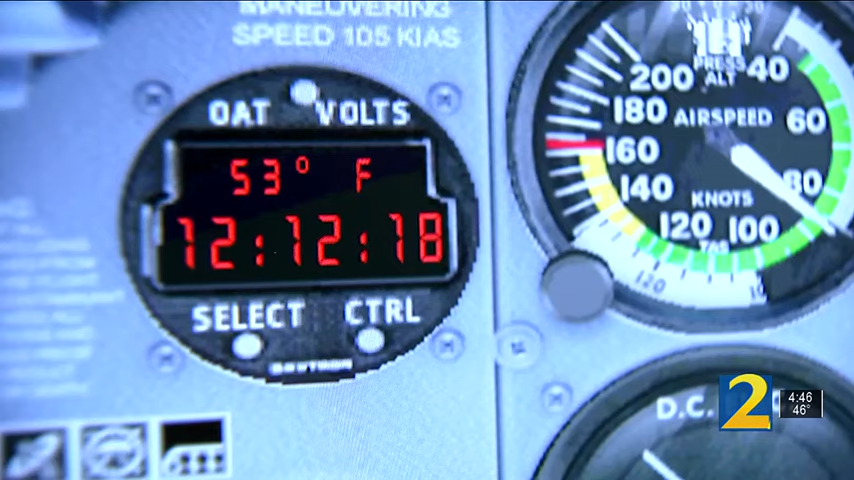 MANEUVERING
SPEED 105 KIAS
OAT VOLTS
53° F
12:12:18
SELECT CTRL
DAVTRON
PRESS
ALT
200 40
180 AIRSPEED 60
160
140 KNOTS 80
120 100
TAS
120
D.C.
2
4:46
46°